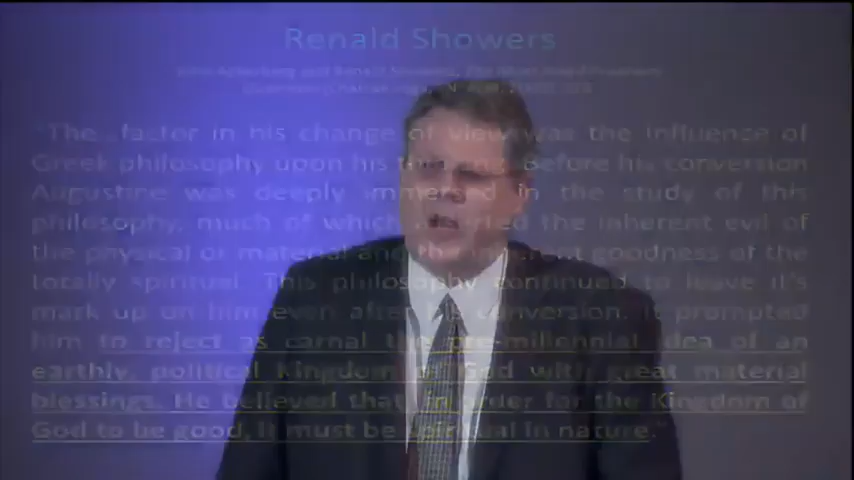 Renald Showers
"The factor in his change of view was the influence of
Greek philosophy upon his Before his conversion
Augustine was deeply in the study of this
philosophy, much of which the inherent evil of
the physical or material and the goodness of the
totally spiritual. This philosophy continued to leave it's
mark up on him even after his conversion. It prompted
him to reject as carnal the pre-millennial idea of an
earthly, political Kingdom of God with great material
blessings. He believed that in order for the Kingdom of
God to be good, it must be spiritual in nature."